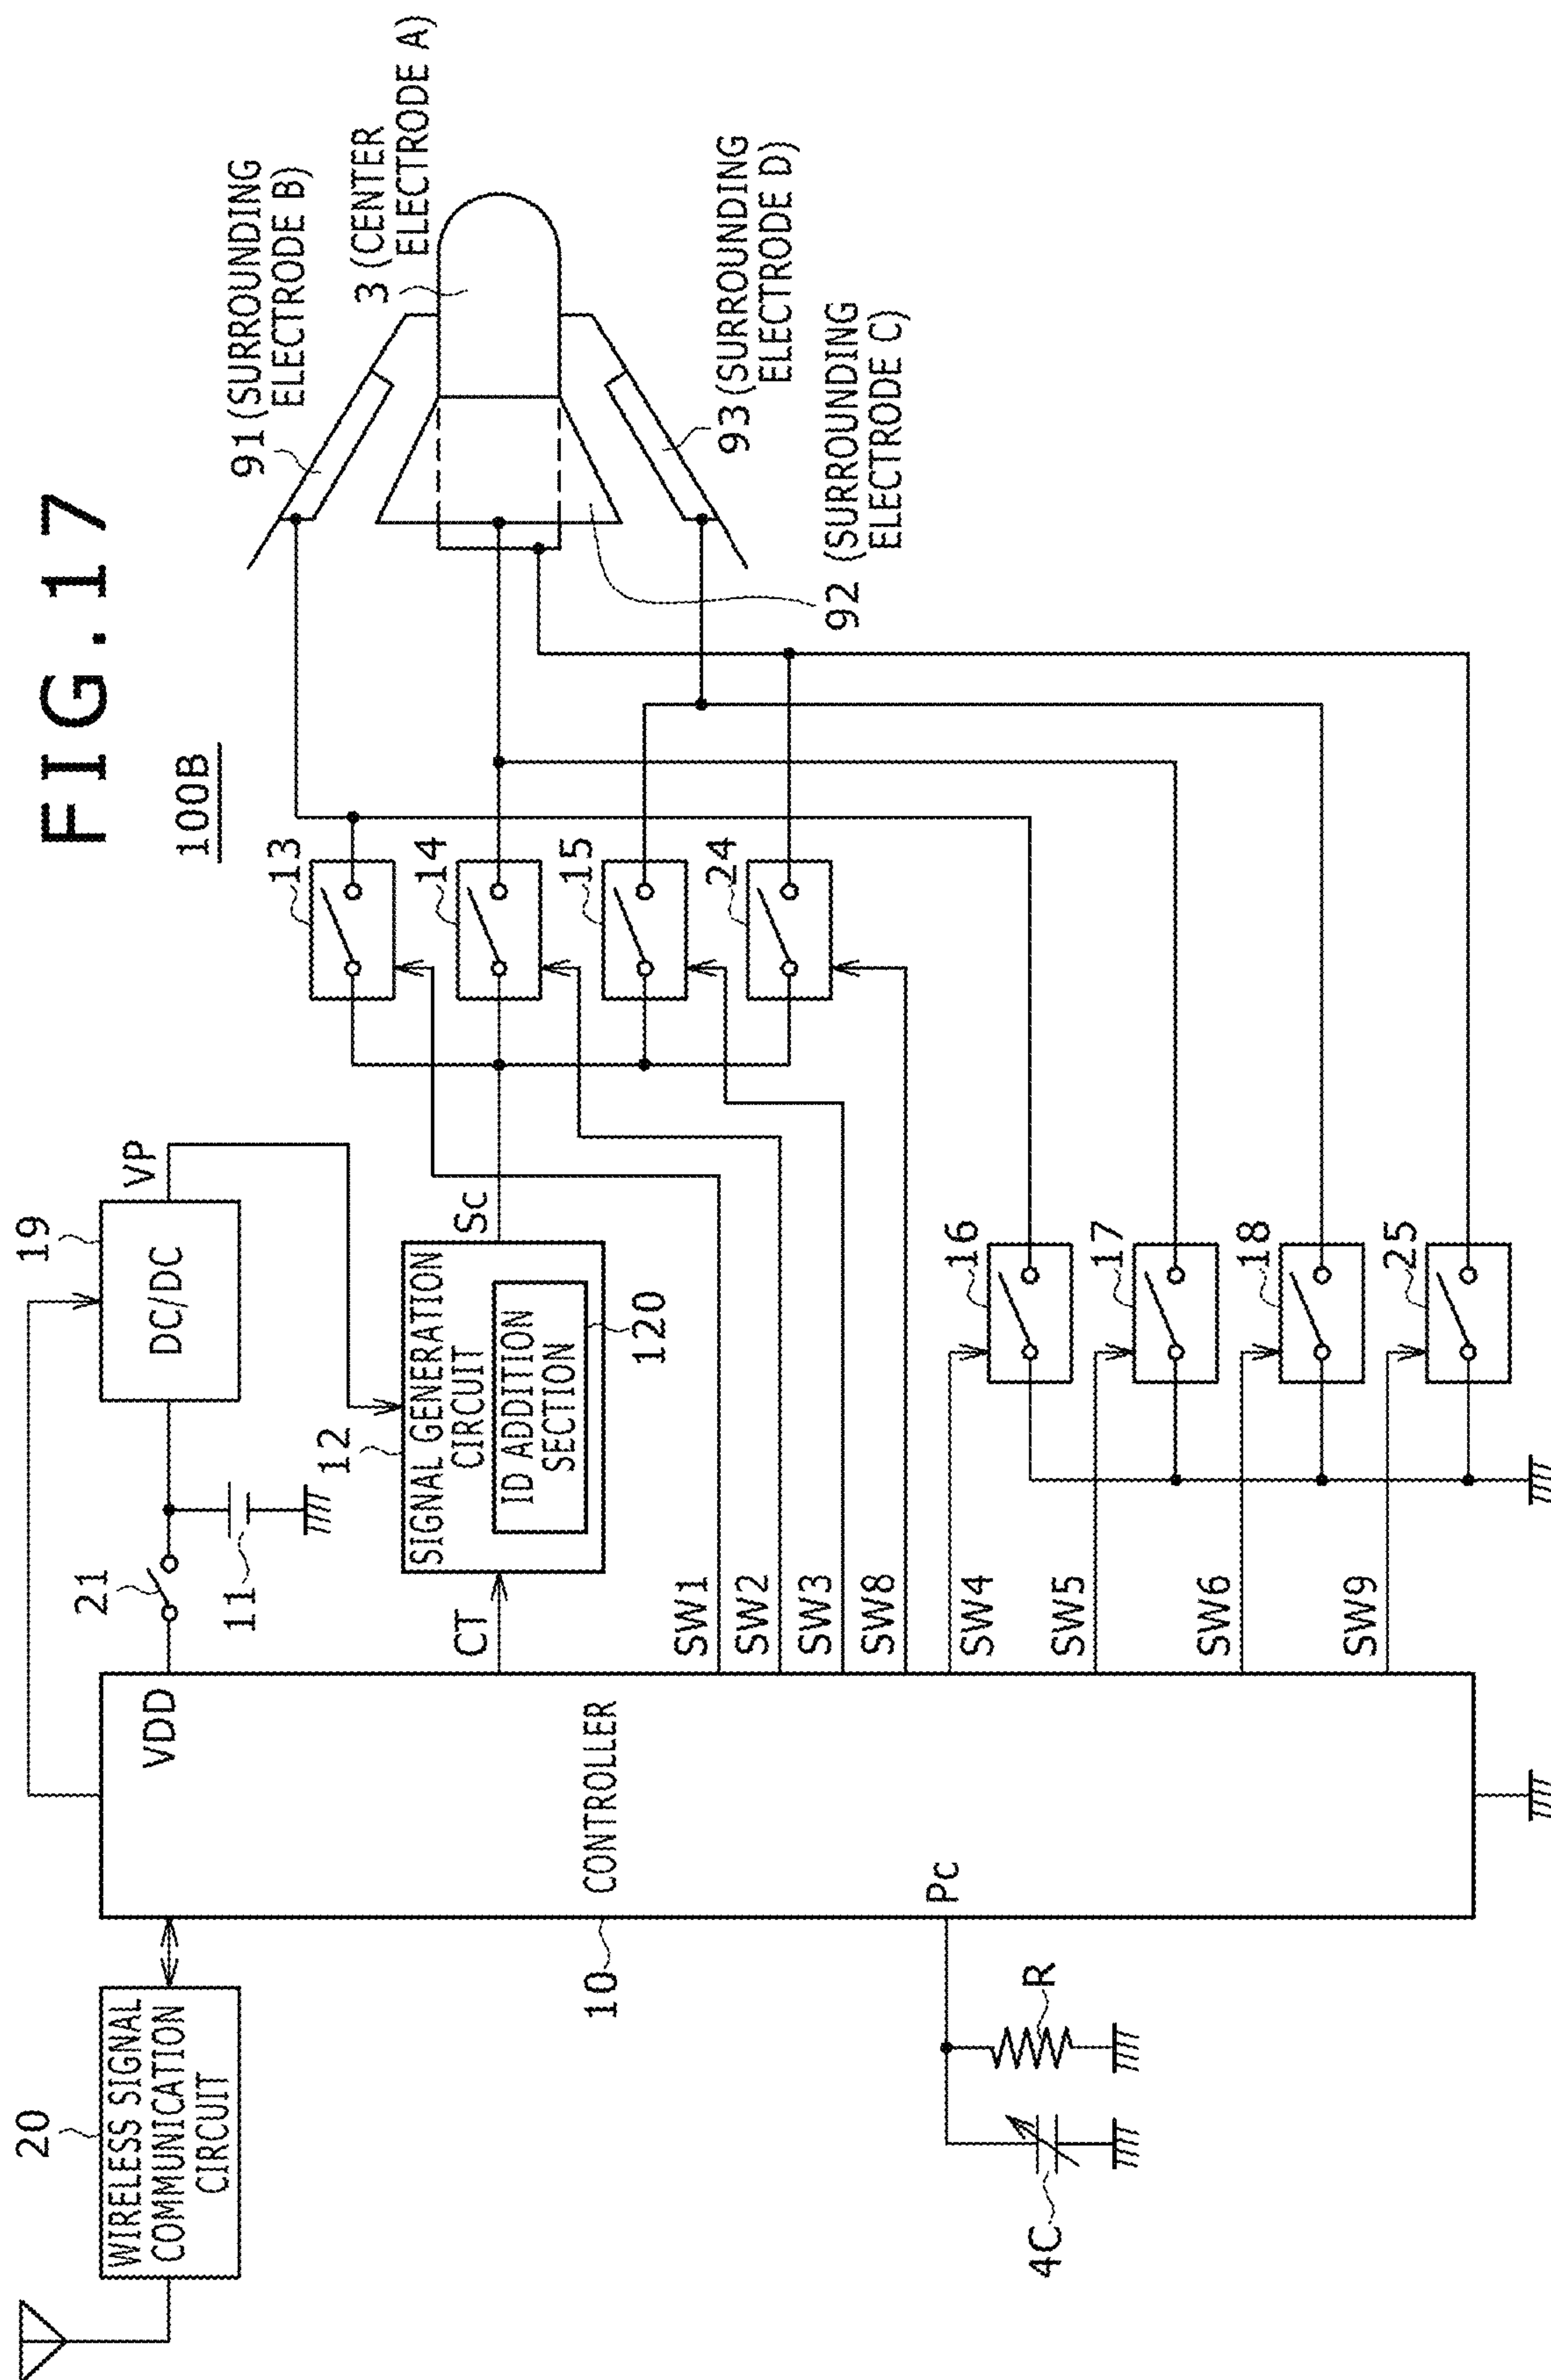 FIG.17
100B
91 (SURROUNDING
ELECTRODE B)
3 (CENTER
ELECTRODE A)
93 (SURROUNDING
ELECTRODE D)
92 (SURROUNDING
ELECTRODE C)
20
WIRELESS SIGNAL
COMMUNICATION
CIRCUIT
VDD
21
11
19
DC/DC
VP
12
SIGNAL GENERATION
CIRCUIT
ID ADDITION
SECTION
120
CT
Sc
13
14
15
24
10
CONTROLLER
SW1
SW2
SW3
SW8
SW4
SW5
SW6
SW9
16
17
18
25
Pc
R
4C